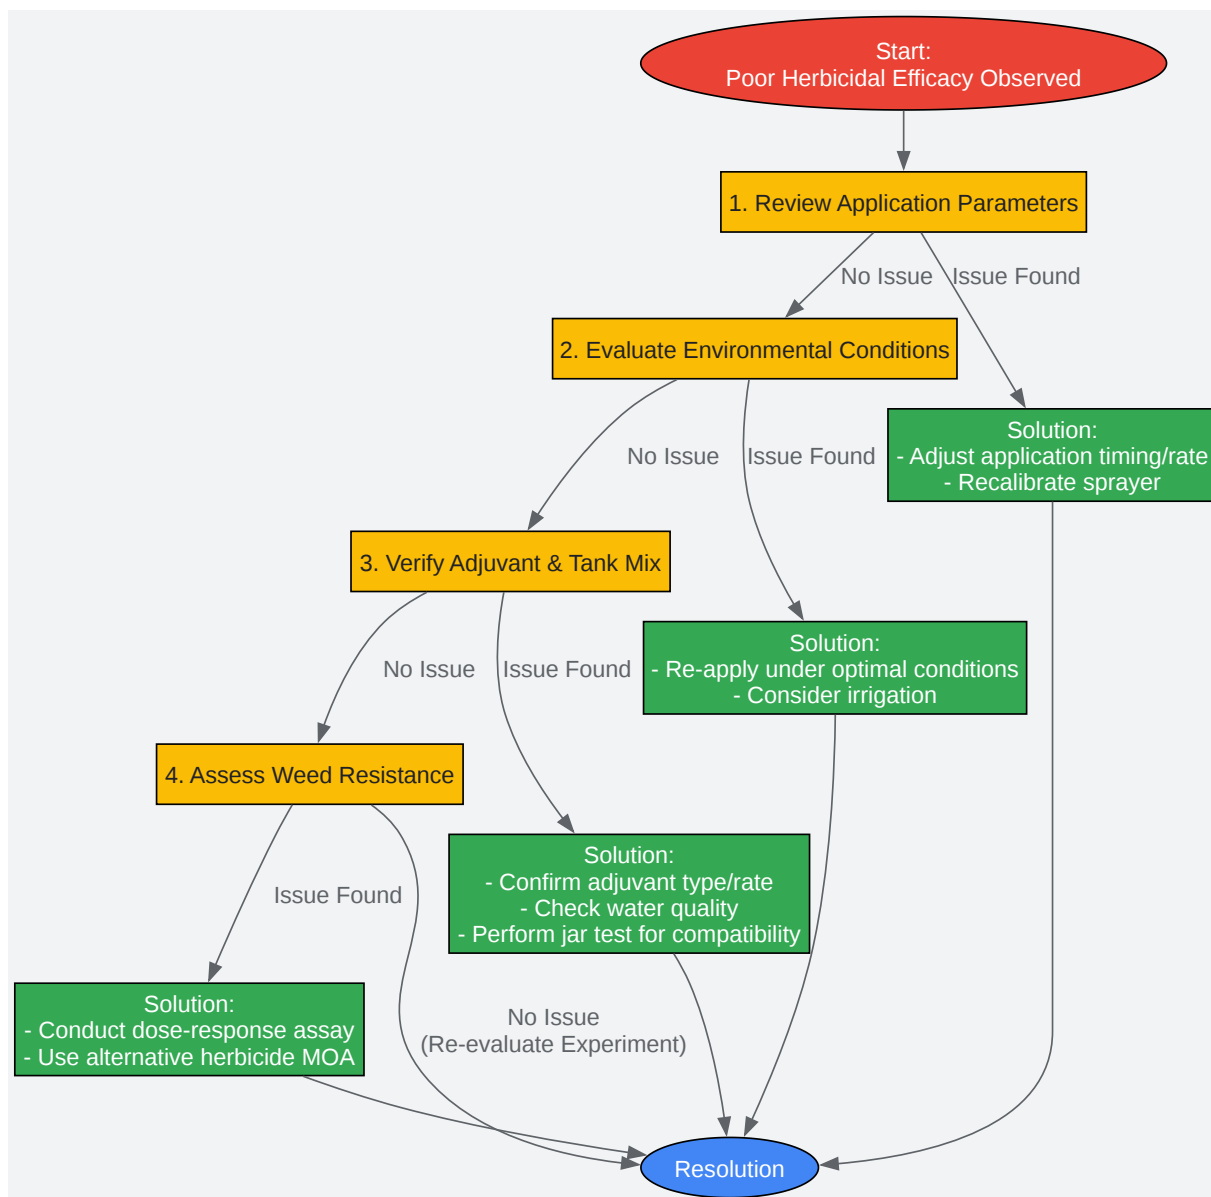 Start:
Poor Herbicidal Efficacy Observed
1. Review Application Parameters
No Issue
Issue Found
2. Evaluate Environmental Conditions
Solution:
- Adjust application timing/rate
- Recalibrate sprayer
No Issue
Issue Found
3. Verify Adjuvant & Tank Mix
Solution:
- Re-apply under optimal conditions
- Consider irrigation
No Issue
Issue Found
4. Assess Weed Resistance
Solution:
- Confirm adjuvant type/rate
- Check water quality
- Perform jar test for compatibility
Issue Found
Solution:
- Conduct dose-response assay
- Use alternative herbicide MOA
No Issue
(Re-evaluate Experiment)
Resolution